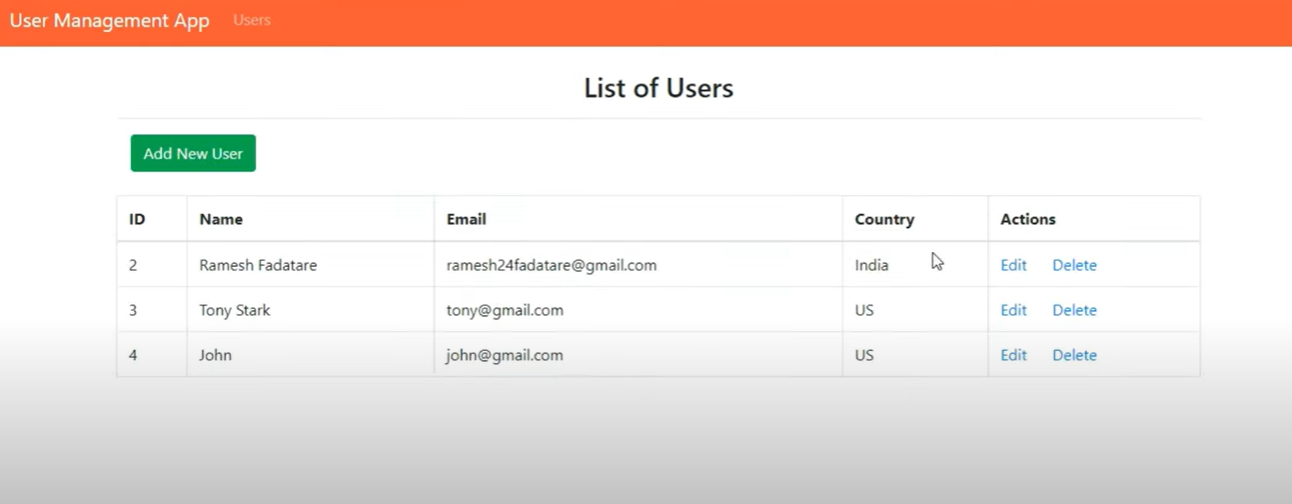 User Management App Users
List of Users
Add New User
ID Name Email Country Actions
2 Ramesh Fadatare ramesh24fadatare@gmail.com India Edit Delete
3 Tony Stark tony@gmail.com US Edit Delete
4 John john@gmail.com US Edit Delete